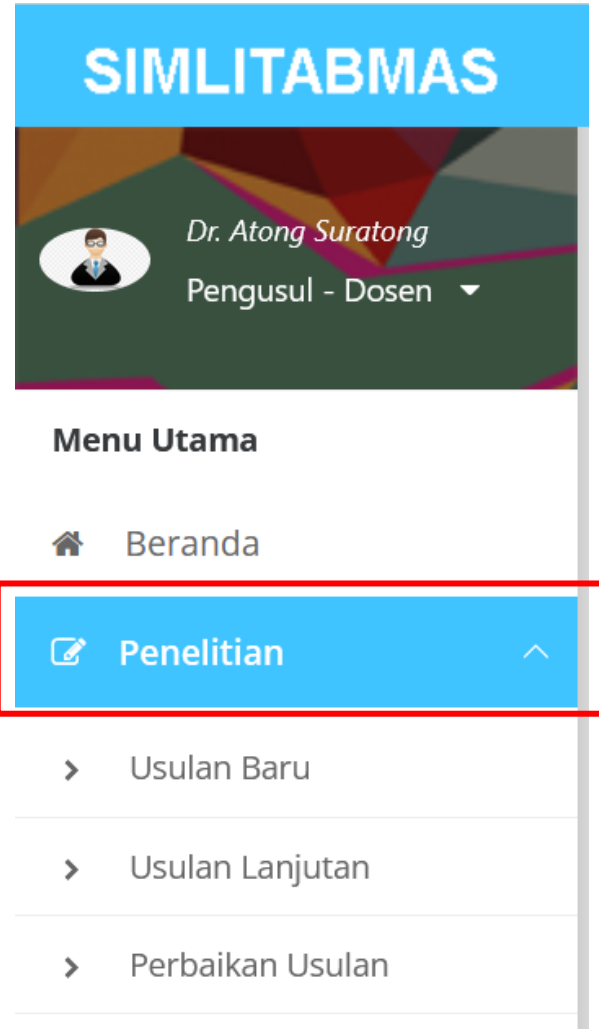 SIMLITABMAS
Dr. Atong Suratong
Pengusul - Dosen
Menu Utama
Beranda
Penelitian
Usulan Baru
Usulan Lanjutan
Perbaikan Usulan